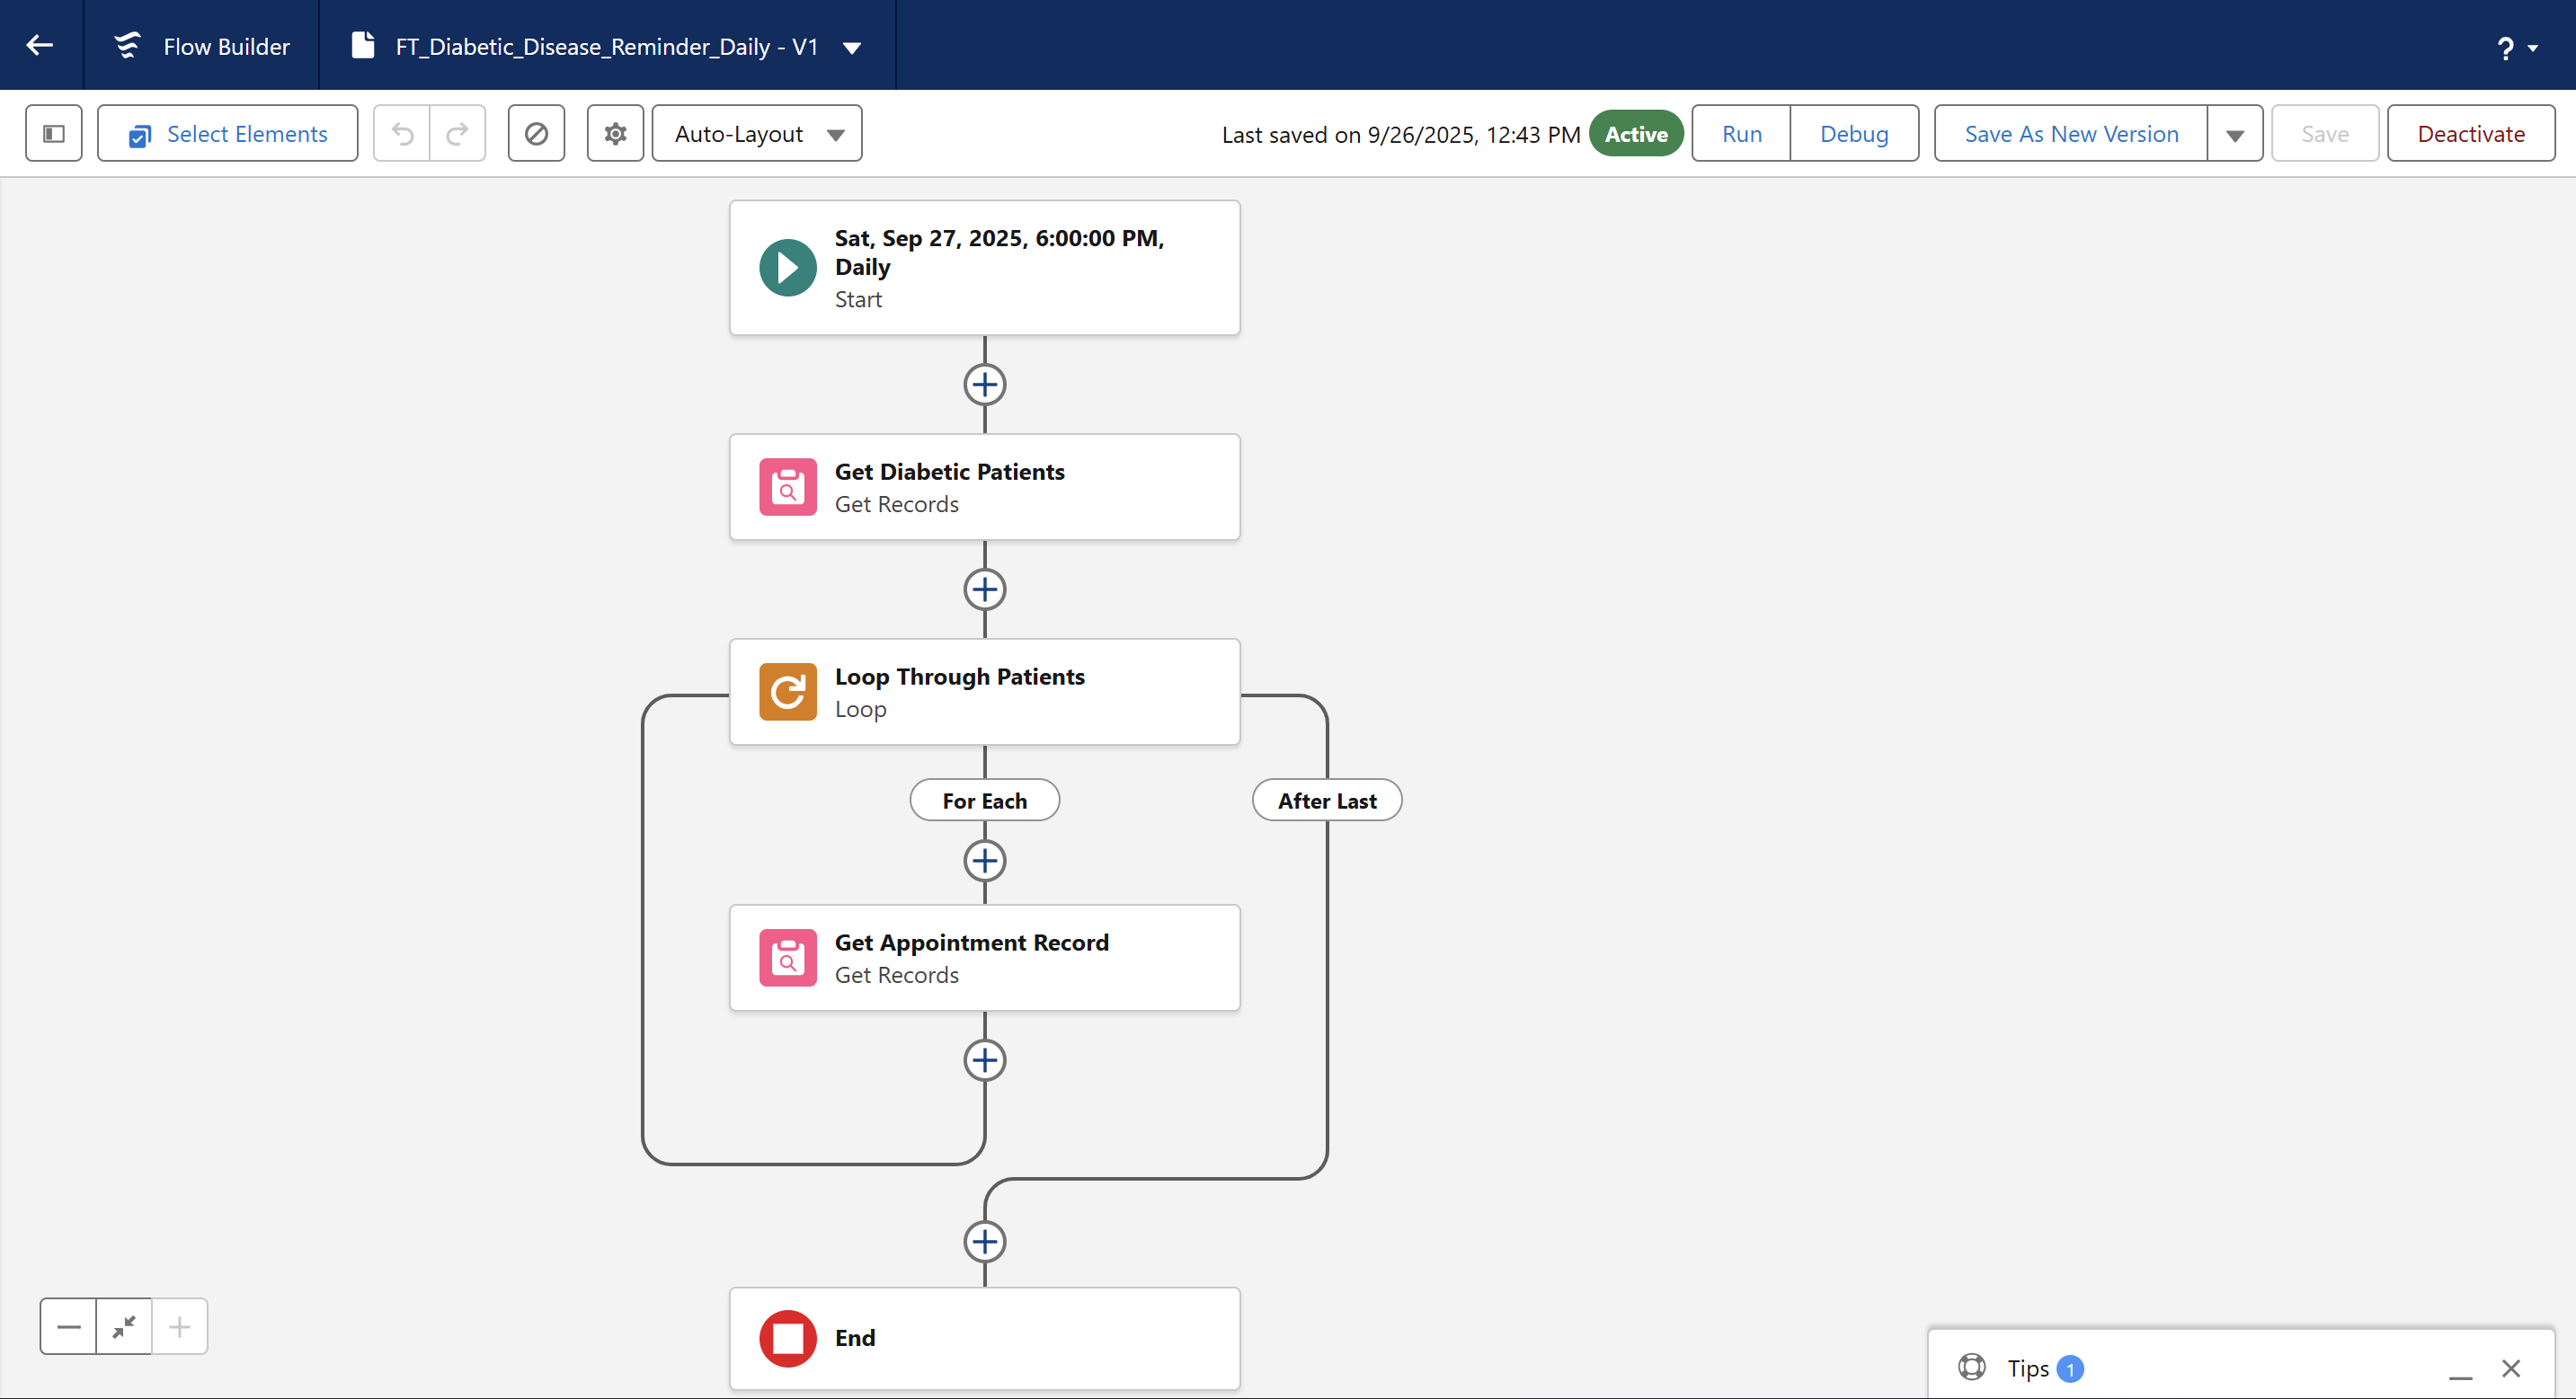 Flow Builder
FT_Diabetic_Disease_Reminder_Daily - V1
?
Select Elements
Auto-Layout
Last saved on 9/26/2025, 12:43 PM
Active
Run
Debug
Save As New Version
Save
Deactivate
Sat, Sep 27, 2025, 6:00:00 PM,
Daily
Start
Get Diabetic Patients
Get Records
Loop Through Patients
Loop
For Each
After Last
Get Appointment Record
Get Records
End
Tips 1